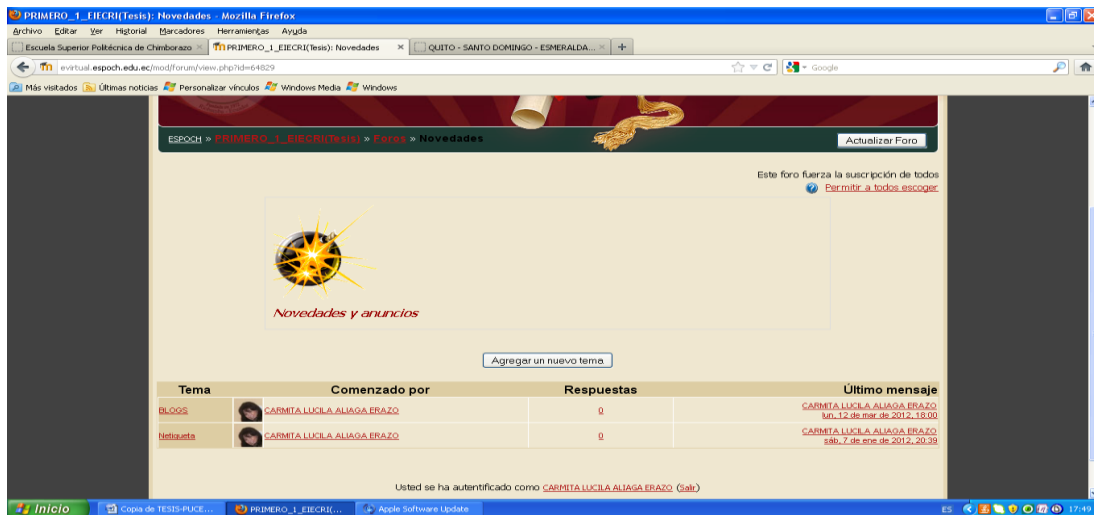 PRIMERO_1_EIECRI(Tesis): Novedades - Mozilla Firefox
Archivo Editar Ver Historial Marcadores Herramientas Ayuda
Escuela Superior Politécnica de Chimborazo PRIMERO_1_EIECRI(Tesis): Novedades QUITO - SANTO DOMINGO - ESMERALDA...
evirtual.espoch.edu.ec/mod/forum/view.php?id=64829 Google
Más visitados Últimas noticias Personalizar vínculos Windows Media Windows
ESPOCH » PRIMERO_1_EIECRI(Tesis) » Foros » Novedades Actualizar Foro
Este foro fuerza la suscripción de todos
Permitir a todos escoger
Novedades y anuncios
Agregar un nuevo tema
Tema Comenzado por Respuestas Último mensaje
BLOGS CARMITA LUCILA ALIAGA ERAZO 0 CARMITA LUCILA ALIAGA ERAZO
lun, 12 de mar de 2012, 18:00
Netiqueta CARMITA LUCILA ALIAGA ERAZO 0 CARMITA LUCILA ALIAGA ERAZO
sáb, 7 de ene de 2012, 20:39
Usted se ha autentificado como CARMITA LUCILA ALIAGA ERAZO (Salir)
Inicio Copia de TESIS-PUCE... PRIMERO_1_EIECRI(... Apple Software Update ES 17:49